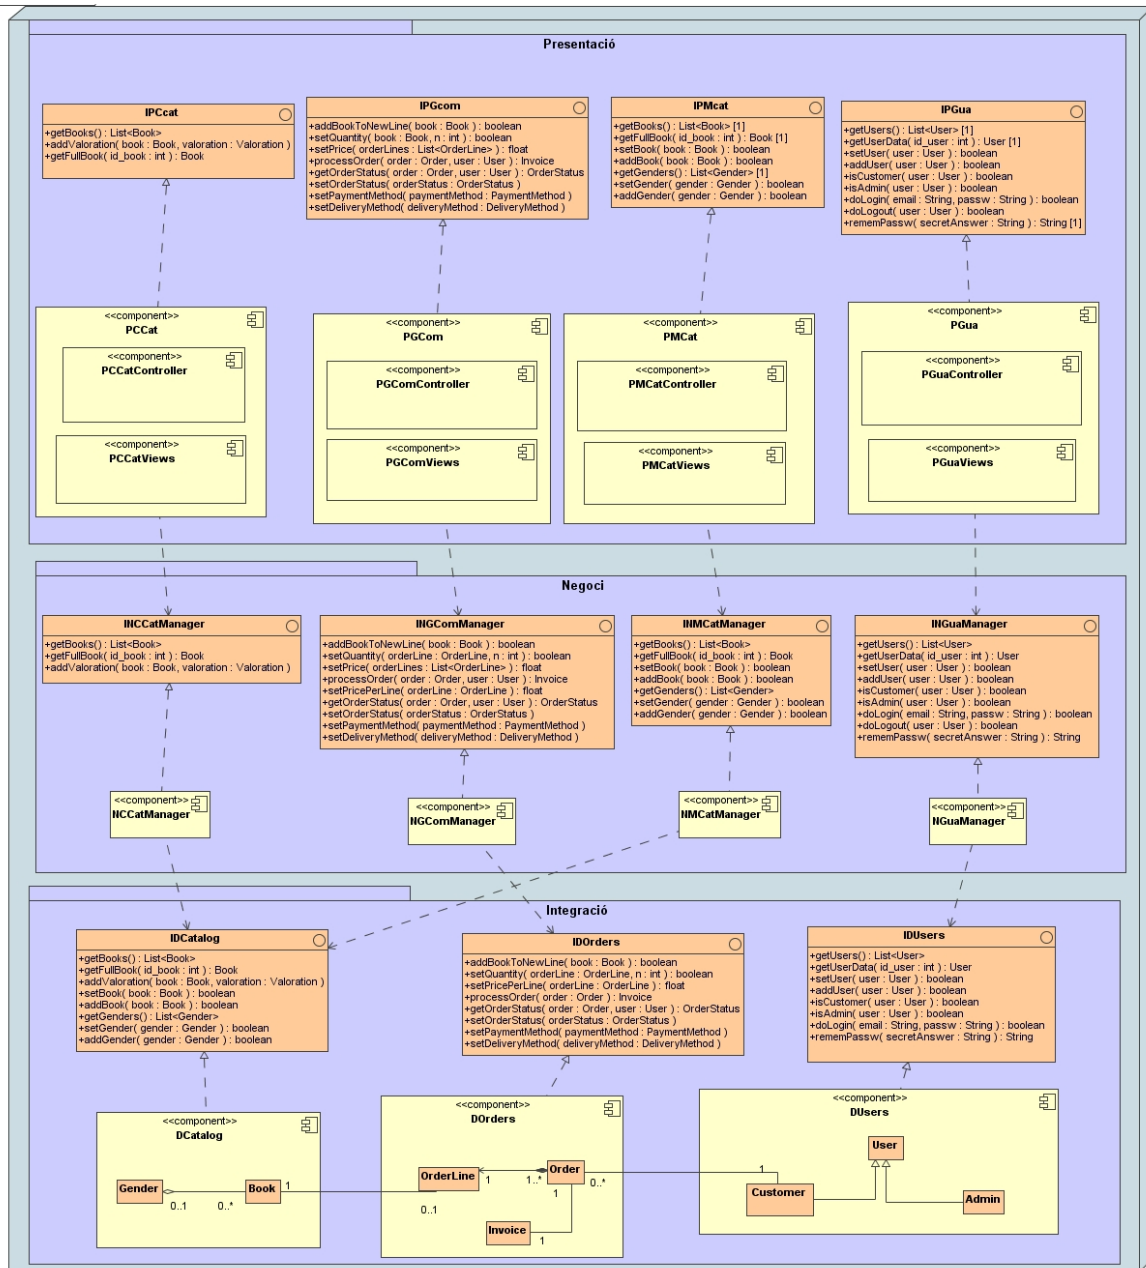 Presentació
IPCcat
+getBooks() : List<Book>
+addValoration( book : Book, valoration : Valoration )
+getFullBook( id_book : int ) : Book
IPGcom
+addBookToNewLine( book : Book ) : boolean
+setQuantity( book : Book, n : int ) : boolean
+setPrice( orderLines : List<OrderLine> ) : float
+processOrder( order : Order, user : User ) : Invoice
+getOrderStatus( order : Order, user : User ) : OrderStatus
+setOrderStatus( orderStatus : OrderStatus )
+setPaymentMethod( paymentMethod : PaymentMethod )
+setDeliveryMethod( deliveryMethod : DeliveryMethod )
IPMcat
+getBooks() : List<Book> [1]
+getFullBook( id_book : int ) : Book [1]
+setBook( book : Book ) : boolean
+addBook( book : Book ) : boolean
+getGenders() : List<Gender> [1]
+setGender( gender : Gender ) : boolean
+addGender( gender : Gender ) : boolean
IPGua
+getUsers() : List<User> [1]
+getUserData( id_user : int ) : User [1]
+setUser( user : User ) : boolean
+addUser( user : User ) : boolean
+isCustomer( user : User ) : boolean
+isAdmin( user : User ) : boolean
+doLogin( email : String, passw : String ) : boolean
+doLogout( user : User ) : boolean
+rememPassw( secretAnswer : String ) : String [1]
<<component>>
PCCat
<<component>>
PCCatController
<<component>>
PCCatViews
<<component>>
PGCom
<<component>>
PGComController
<<component>>
PGComViews
<<component>>
PMCat
<<component>>
PMCatController
<<component>>
PMCatViews
<<component>>
PGua
<<component>>
PGuaController
<<component>>
PGuaViews
Negoci
INCCatManager
+getBooks() : List<Book>
+getFullBook( id_book : int ) : Book
+addValoration( book : Book, valoration : Valoration )
INGComManager
+addBookToNewLine( book : Book ) : boolean
+setQuantity( orderLine : OrderLine, n : int ) : boolean
+setPrice( orderLines : List<OrderLine> ) : float
+processOrder( order : Order, user : User ) : Invoice
+setPricePerLine( orderLine : OrderLine ) : float
+getOrderStatus( order : Order, user : User ) : OrderStatus
+setOrderStatus( orderStatus : OrderStatus )
+setPaymentMethod( paymentMethod : PaymentMethod )
+setDeliveryMethod( deliveryMethod : DeliveryMethod )
INMCatManager
+getBooks() : List<Book>
+getFullBook( id_book : int ) : Book
+setBook( book : Book ) : boolean
+addBook( book : Book ) : boolean
+getGenders() : List<Gender>
+setGender( gender : Gender ) : boolean
+addGender( gender : Gender ) : boolean
INGuaManager
+getUsers() : List<User>
+getUserData( id_user : int ) : User
+setUser( user : User ) : boolean
+addUser( user : User ) : boolean
+isCustomer( user : User ) : boolean
+isAdmin( user : User ) : boolean
+doLogin( email : String, passw : String ) : boolean
+doLogout( user : User ) : boolean
+rememPassw( secretAnswer : String ) : String
<<component>>
NCCatManager
<<component>>
NGComManager
<<component>>
NMCatManager
<<component>>
NGuaManager
Integració
IDCatalog
+getBooks() : List<Book>
+getFullBook( id_book : int ) : Book
+addValoration( book : Book, valoration : Valoration )
+setBook( book : Book ) : boolean
+addBook( book : Book ) : boolean
+getGenders() : List<Gender>
+setGender( gender : Gender ) : boolean
+addGender( gender : Gender ) : boolean
IDOrders
+addBookToNewLine( book : Book ) : boolean
+setQuantity( orderLine : OrderLine, n : int ) : boolean
+setPricePerLine( orderLine : OrderLine ) : float
+processOrder( order : Order ) : Invoice
+getOrderStatus( order : Order, user : User ) : OrderStatus
+setOrderStatus( orderStatus : OrderStatus )
+setPaymentMethod( paymentMethod : PaymentMethod )
+setDeliveryMethod( deliveryMethod : DeliveryMethod )
IDUsers
+getUsers() : List<User>
+getUserData( id_user : int ) : User
+setUser( user : User ) : boolean
+addUser( user : User ) : boolean
+isCustomer( user : User ) : boolean
+isAdmin( user : User ) : boolean
+doLogin( email : String, passw : String ) : boolean
+rememPassw( secretAnswer : String ) : String
<<component>>
DCatalog
Gender
0..1
0..*
Book
1
<<component>>
DOrders
OrderLine
0..1
1
1..*
Order
1
0..*
Invoice
1
<<component>>
DUsers
User
1
Customer
Admin